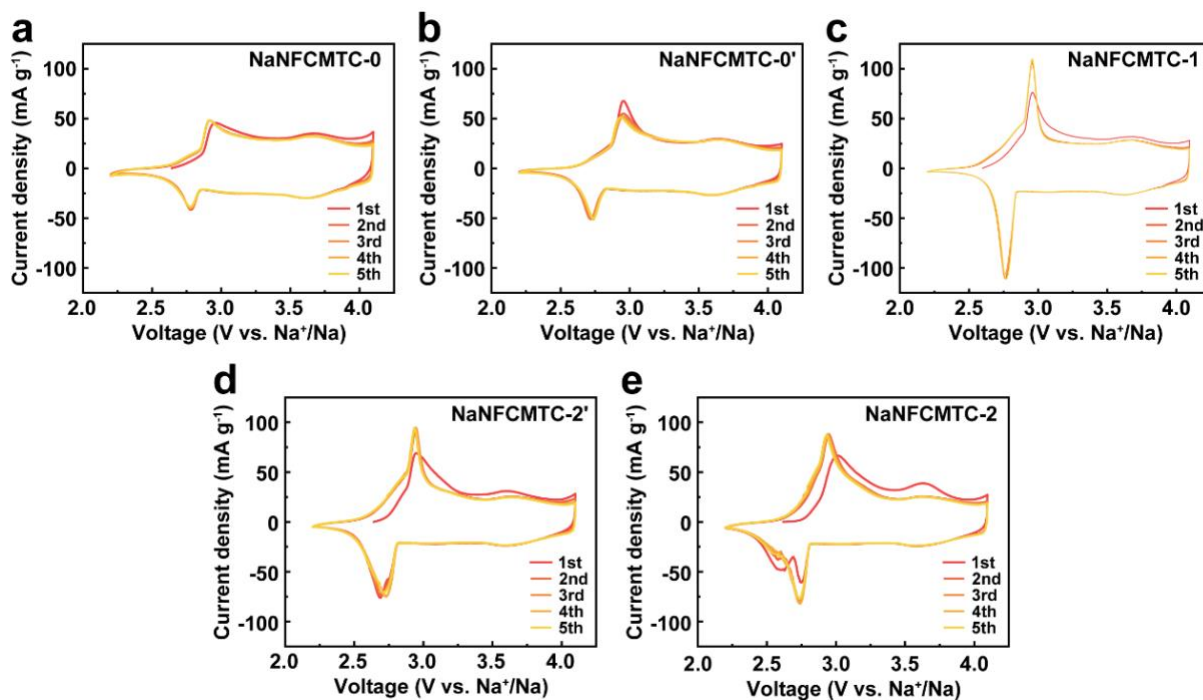 a
NaNFCMTC-0
Current density (mA g⁻¹)
100
50
0
-50
-100
1st
2nd
3rd
4th
5th
2.0 2.5 3.0 3.5 4.0
Voltage (V vs. Na⁺/Na)
b
NaNFCMTC-0'
Current density (mA g⁻¹)
100
50
0
-50
-100
1st
2nd
3rd
4th
5th
2.0 2.5 3.0 3.5 4.0
Voltage (V vs. Na⁺/Na)
c
NaNFCMTC-1
Current density (mA g⁻¹)
100
50
0
-50
-100
1st
2nd
3rd
4th
5th
2.0 2.5 3.0 3.5 4.0
Voltage (V vs. Na⁺/Na)
d
NaNFCMTC-2'
Current density (mA g⁻¹)
100
50
0
-50
-100
1st
2nd
3rd
4th
5th
2.0 2.5 3.0 3.5 4.0
Voltage (V vs. Na⁺/Na)
e
NaNFCMTC-2
Current density (mA g⁻¹)
100
50
0
-50
-100
1st
2nd
3rd
4th
5th
2.0 2.5 3.0 3.5 4.0
Voltage (V vs. Na⁺/Na)